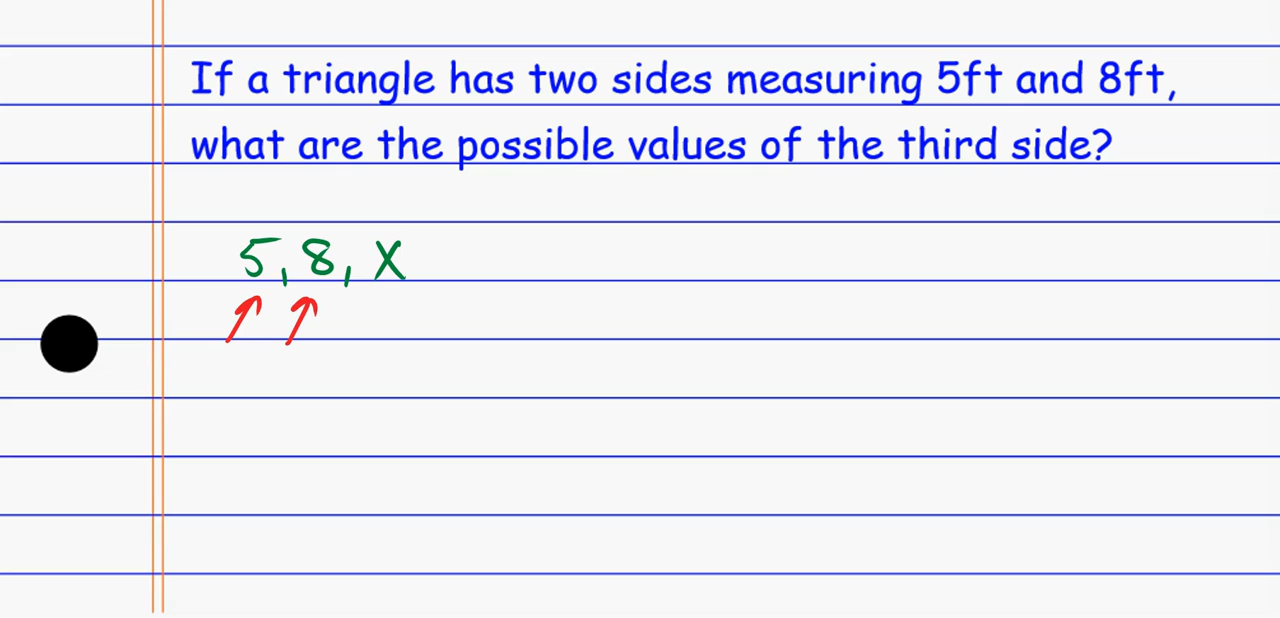 If a triangle has two sides measuring 5ft and 8ft,
what are the possible values of the third side?
5, 8, X